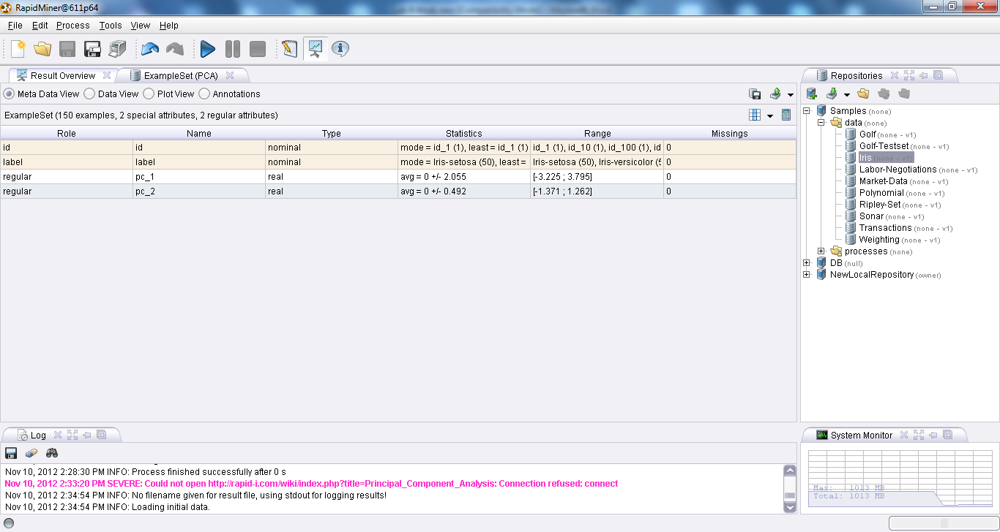 RapidMiner@611p64
File Edit Process Tools View Help
Result Overview ExampleSet (PCA)
Meta Data View Data View Plot View Annotations
ExampleSet (150 examples, 2 special attributes, 2 regular attributes)
Role Name Type Statistics Range Missings
id id nominal mode = id_1 (1), least = id_1 (1) id_1 (1), id_10 (1), id_100 (1), id 0
label label nominal mode = Iris-setosa (50), least = Iris-setosa (50), Iris-versicolor (5 0
regular pc_1 real avg = 0 +/- 2.055 [-3.225 ; 3.795] 0
regular pc_2 real avg = 0 +/- 0.492 [-1.371 ; 1.262] 0
Repositories
Samples (none)
data (none)
Golf (none - v1)
Golf-Testset (none - v1)
Iris (none - v1)
Labor-Negotiations (none - v1)
Market-Data (none - v1)
Polynomial (none - v1)
Ripley-Set (none - v1)
Sonar (none - v1)
Transactions (none - v1)
Weighting (none - v1)
processes (none)
DB (null)
NewLocalRepository (owner)
Log
Nov 10, 2012 2:28:30 PM INFO: Process finished successfully after 0 s
Nov 10, 2012 2:33:20 PM SEVERE: Could not open http://rapid-i.com/wiki/index.php?title=Principal_Component_Analysis: Connection refused: connect
Nov 10, 2012 2:34:54 PM INFO: No filename given for result file, using stdout for logging results!
Nov 10, 2012 2:34:54 PM INFO: Loading initial data.
System Monitor
Max: 1013 MB
Total: 1013 MB